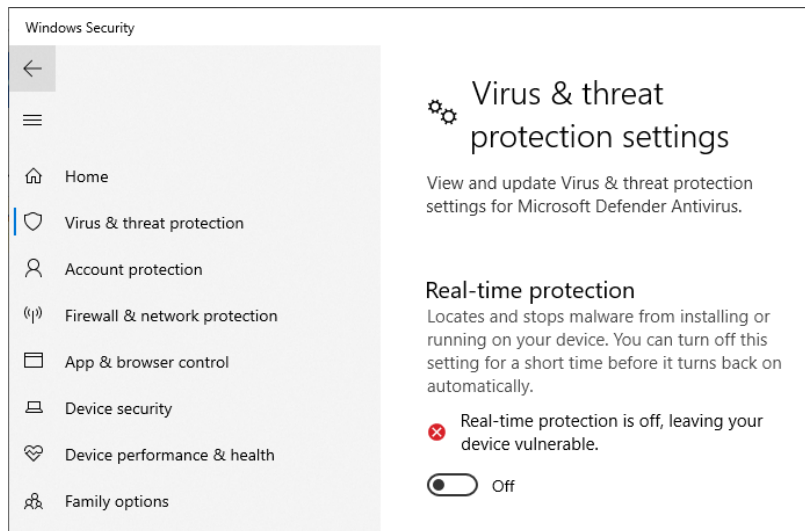 Windows Security
Home
Virus & threat protection
Account protection
Firewall & network protection
App & browser control
Device security
Device performance & health
Family options
Virus & threat
protection settings
View and update Virus & threat protection
settings for Microsoft Defender Antivirus.
Real-time protection
Locates and stops malware from installing or
running on your device. You can turn off this
setting for a short time before it turns back on
automatically.
Real-time protection is off, leaving your
device vulnerable.
Off